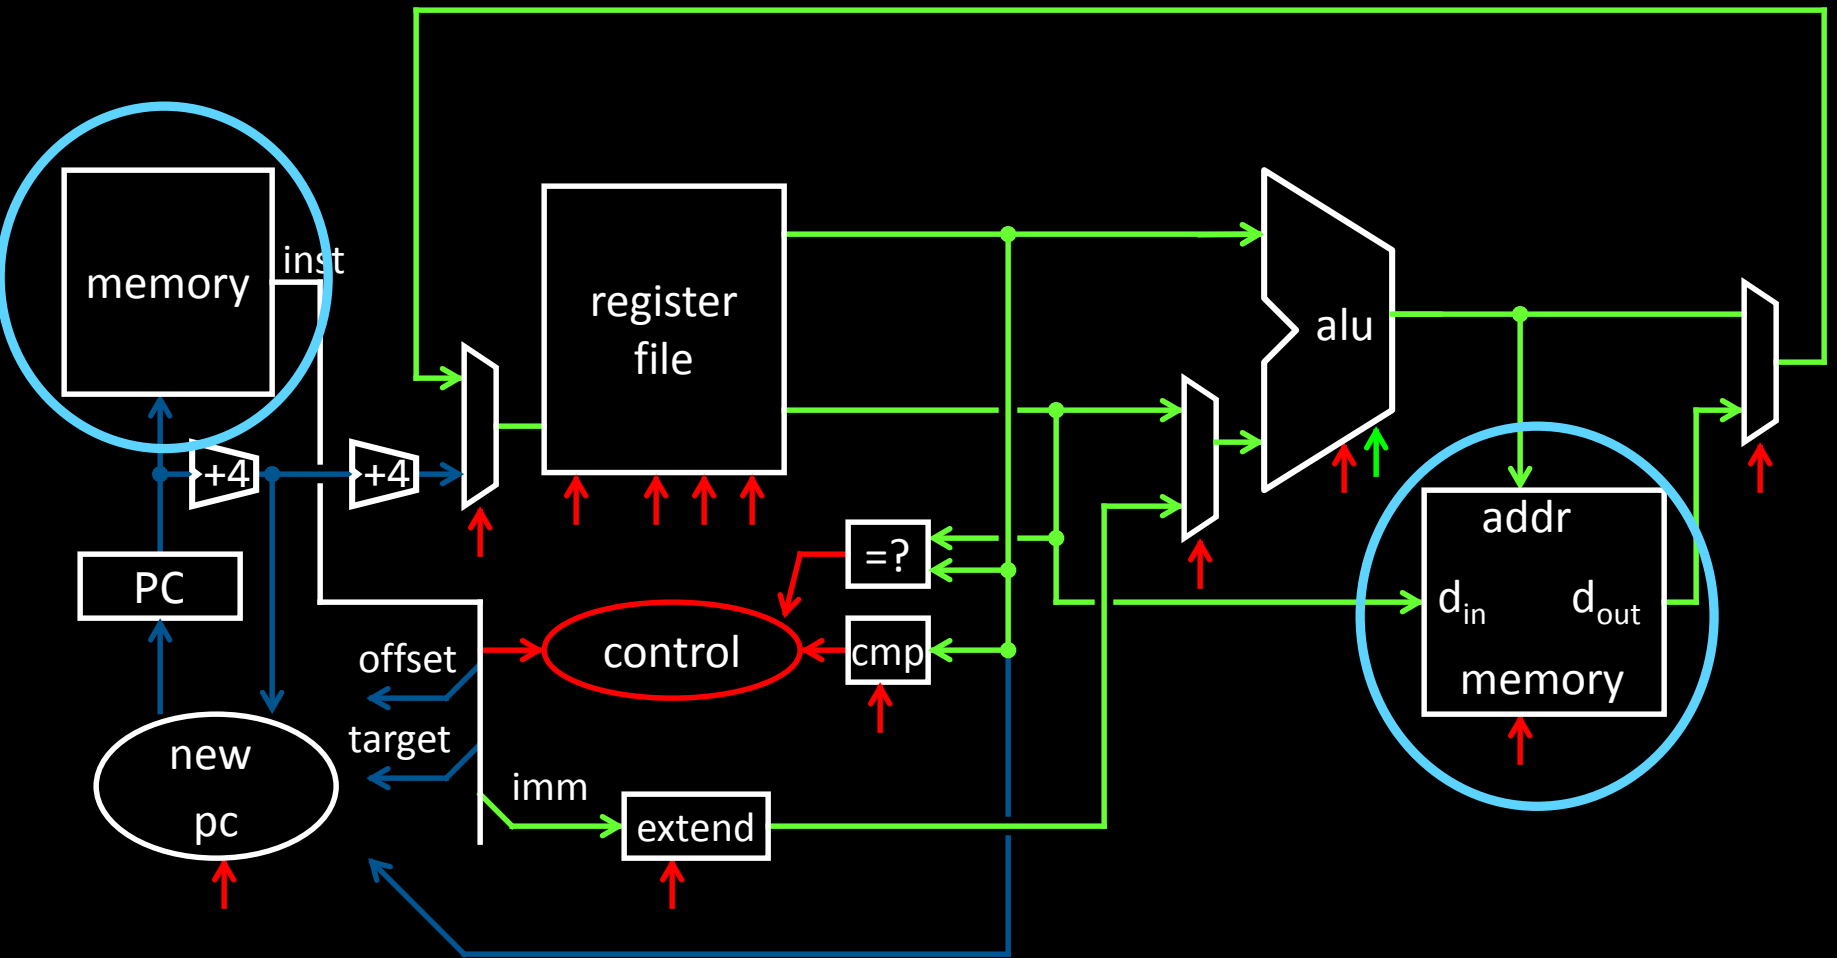 memory
inst
register
file
alu
+4
+4
PC
=?
addr
din
dout
memory
control
cmp
offset
target
new
pc
imm
extend